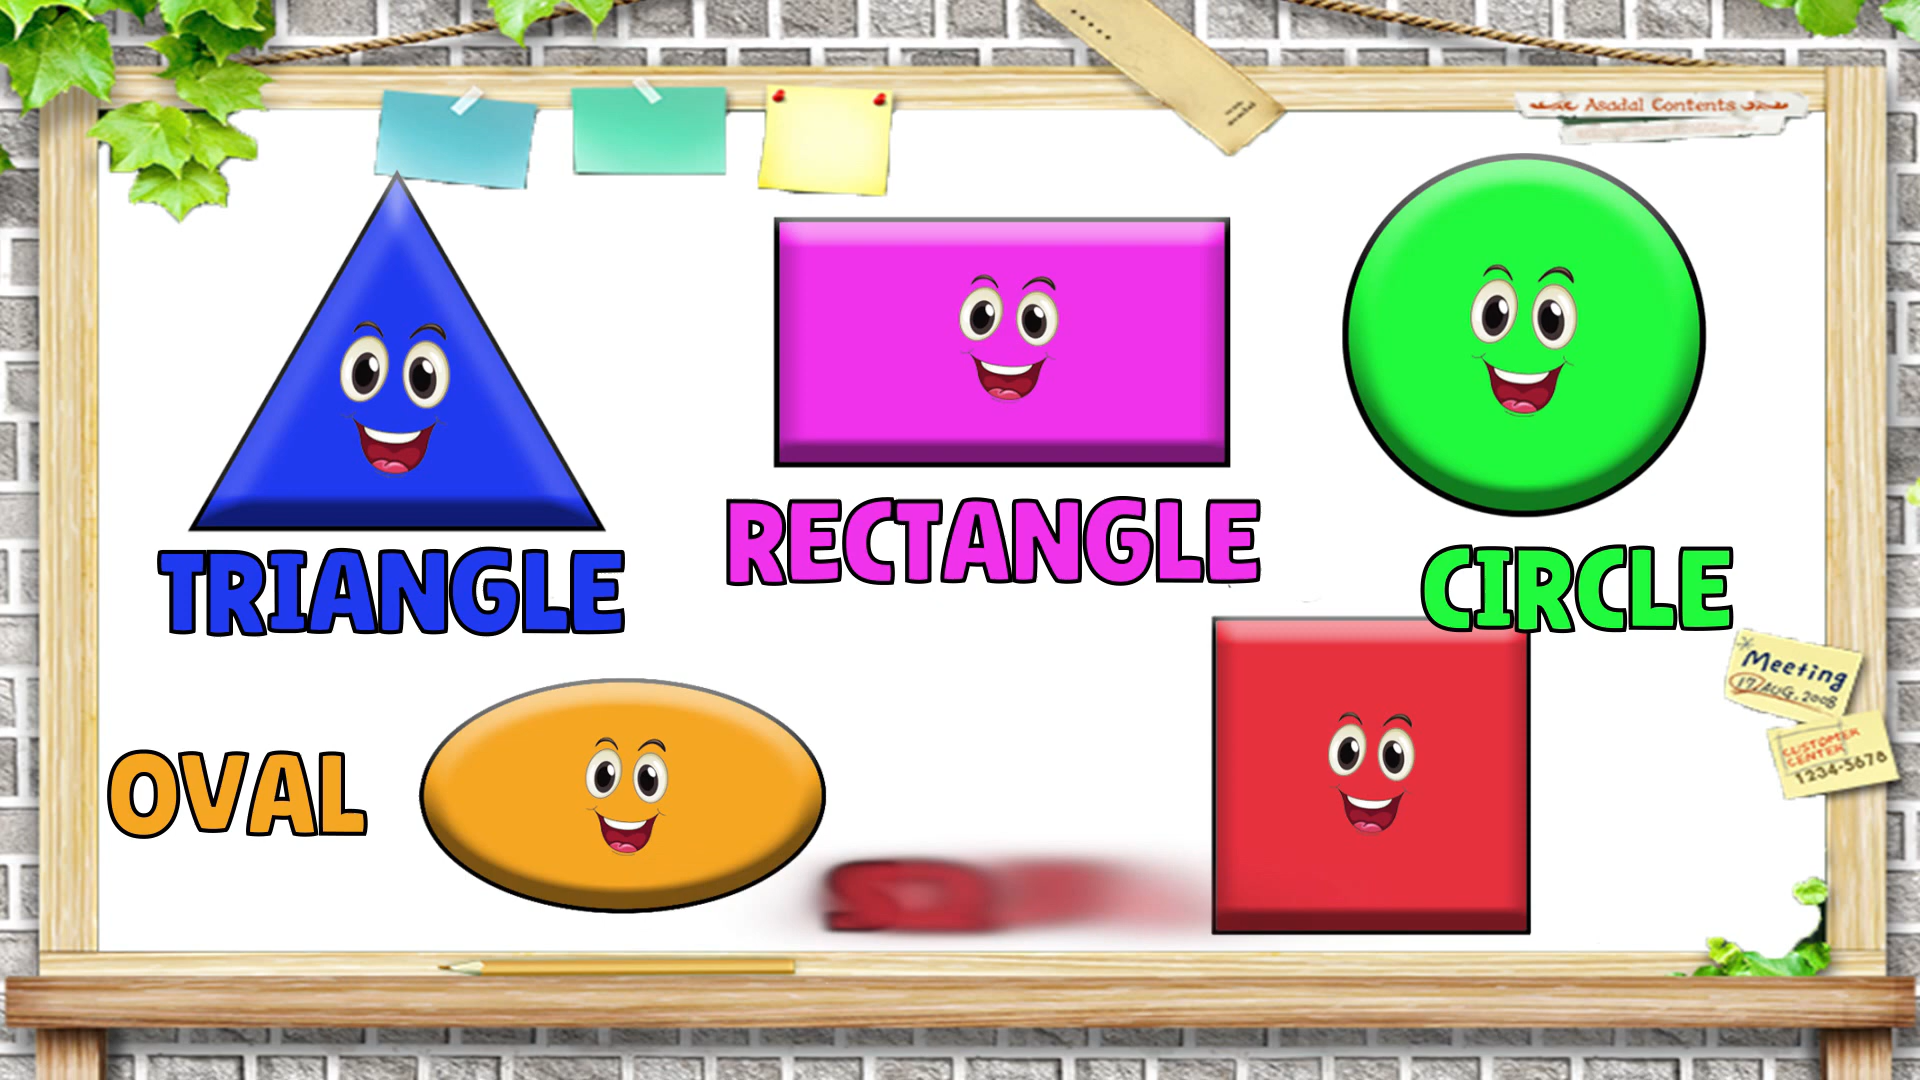 Asadal Contents
TRIANGLE
RECTANGLE
CIRCLE
OVAL
Meeting
17, AUG, 2008
CUSTOMER
CENTER
1234-5678